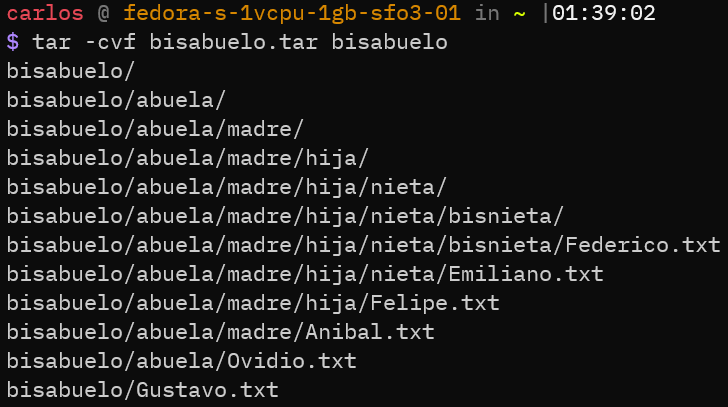 carlos @ fedora-s-1vcpu-1gb-sfo3-01 in ~ |01:39:02
$ tar -cvf bisabuelo.tar bisabuelo
bisabuelo/
bisabuelo/abuela/
bisabuelo/abuela/madre/
bisabuelo/abuela/madre/hija/
bisabuelo/abuela/madre/hija/nieta/
bisabuelo/abuela/madre/hija/nieta/bisnieta/
bisabuelo/abuela/madre/hija/nieta/bisnieta/Federico.txt
bisabuelo/abuela/madre/hija/nieta/Emiliano.txt
bisabuelo/abuela/madre/hija/Felipe.txt
bisabuelo/abuela/madre/Anibal.txt
bisabuelo/abuela/Ovidio.txt
bisabuelo/Gustavo.txt